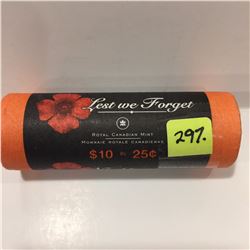 Lest we Forget
ROYAL CANADIAN MINT
MONNAIE ROYALE CANADIENNE
$10 25¢
297.